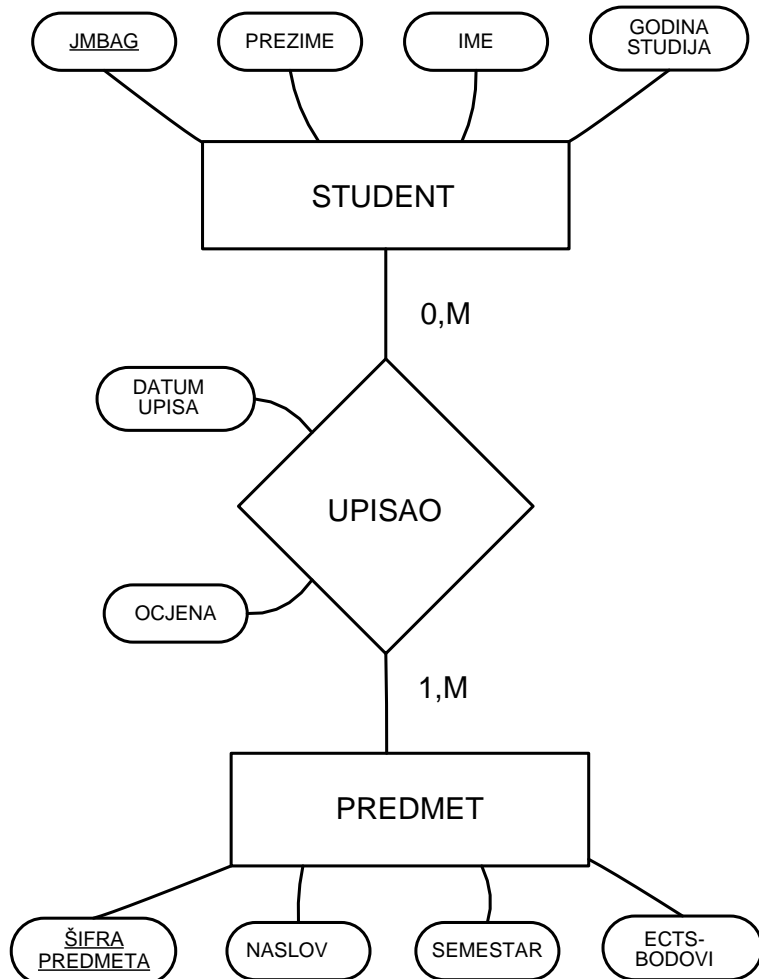 JMBAG
PREZIME
IME
GODINA
STUDIJA
STUDENT
0,M
DATUM
UPISA
UPISAO
OCJENA
1,M
PREDMET
ŠIFRA
PREDMETA
NASLOV
SEMESTAR
ECTS-
BODOVI